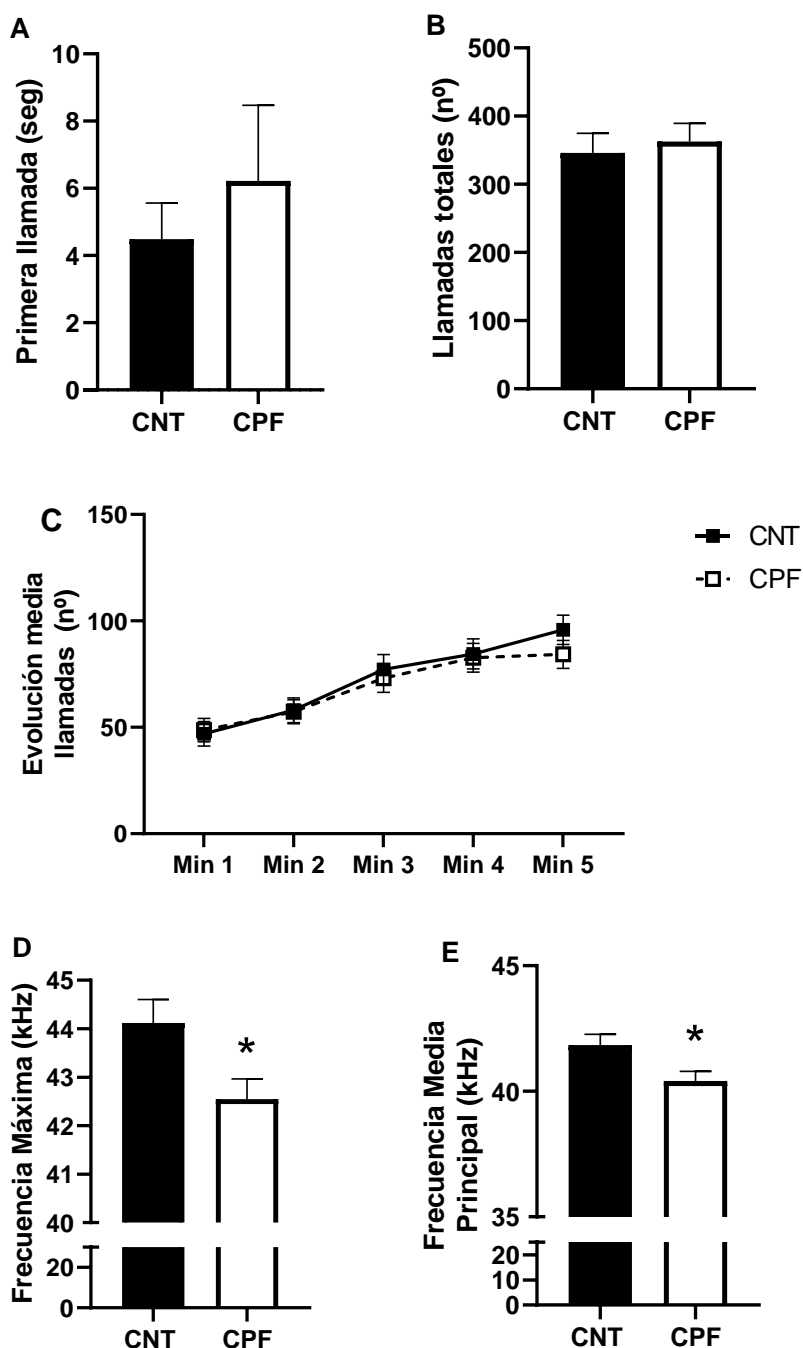 A
Primera llamada (seg)
10
8
6
4
2
0
CNT CPF
B
Llamadas totales (nº)
500
400
300
200
100
0
CNT CPF
C
Evolución media
llamadas (nº)
150
100
50
0
Min 1 Min 2 Min 3 Min 4 Min 5
CNT
CPF
D
Frecuencia Máxima (kHz)
45
44
43
42
41
40
20
0
*
CNT CPF
E
Frecuencia Media
Principal (kHz)
45
40
35
20
10
0
*
CNT CPF